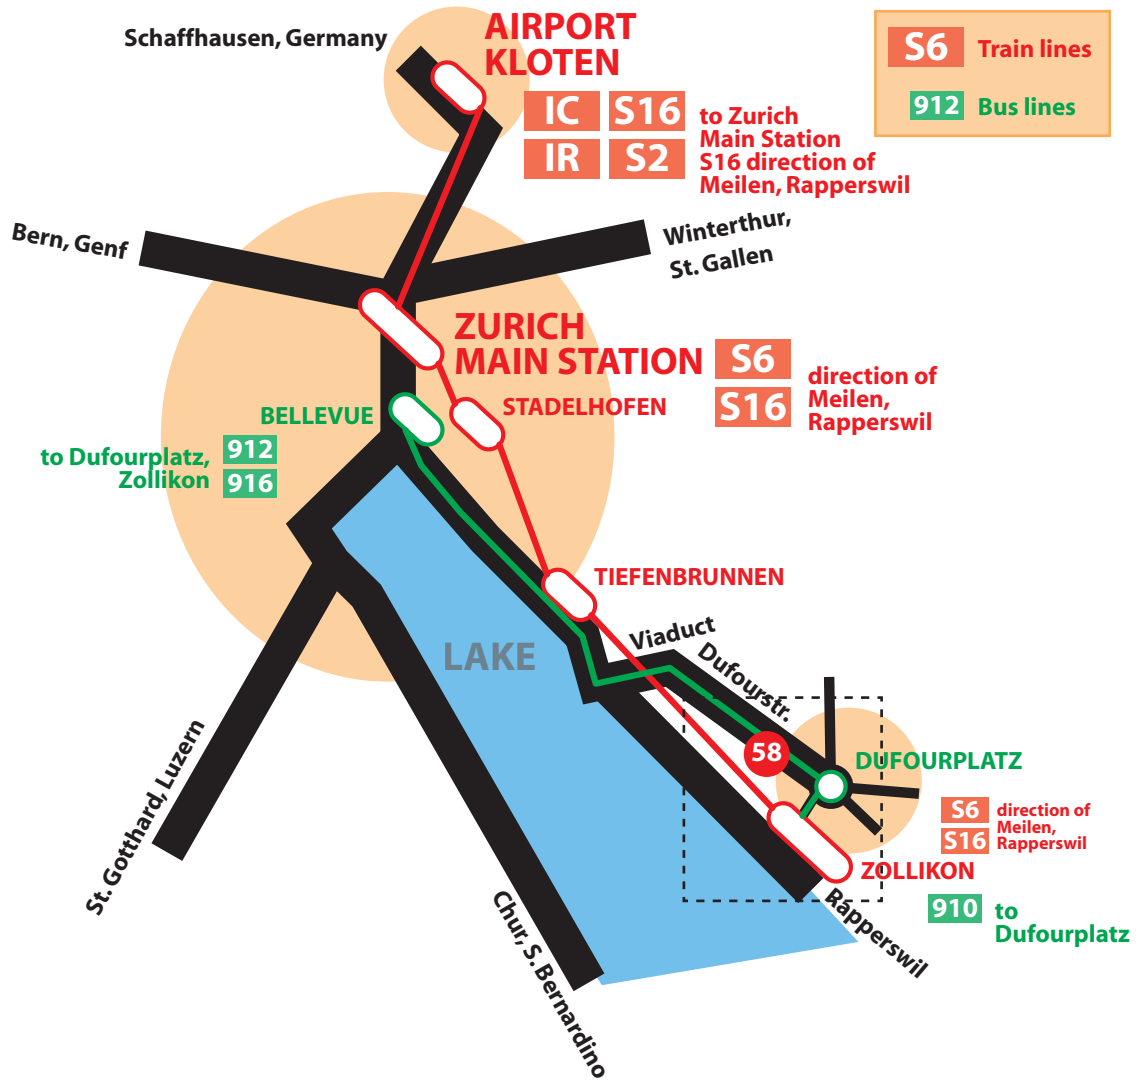 Schaffhausen, Germany
AIRPORT
KLOTEN
IC S16
IR S2
to Zurich
Main Station
S16 direction of
Meilen, Rapperswil
S6 Train lines
912 Bus lines
Bern, Genf
Winterthur,
St. Gallen
ZURICH
MAIN STATION
S6
S16
direction of
Meilen,
Rapperswil
STADELHOFEN
BELLEVUE
to Dufourplatz,
Zollikon
912
916
TIEFENBRUNNEN
LAKE
Viaduct
Dufourstr.
58
DUFOURPLATZ
S6
S16
direction of
Meilen,
Rapperswil
ZOLLIKON
910
to
Dufourplatz
Rapperswil
St. Gotthard, Luzern
Chur, S. Bernardino